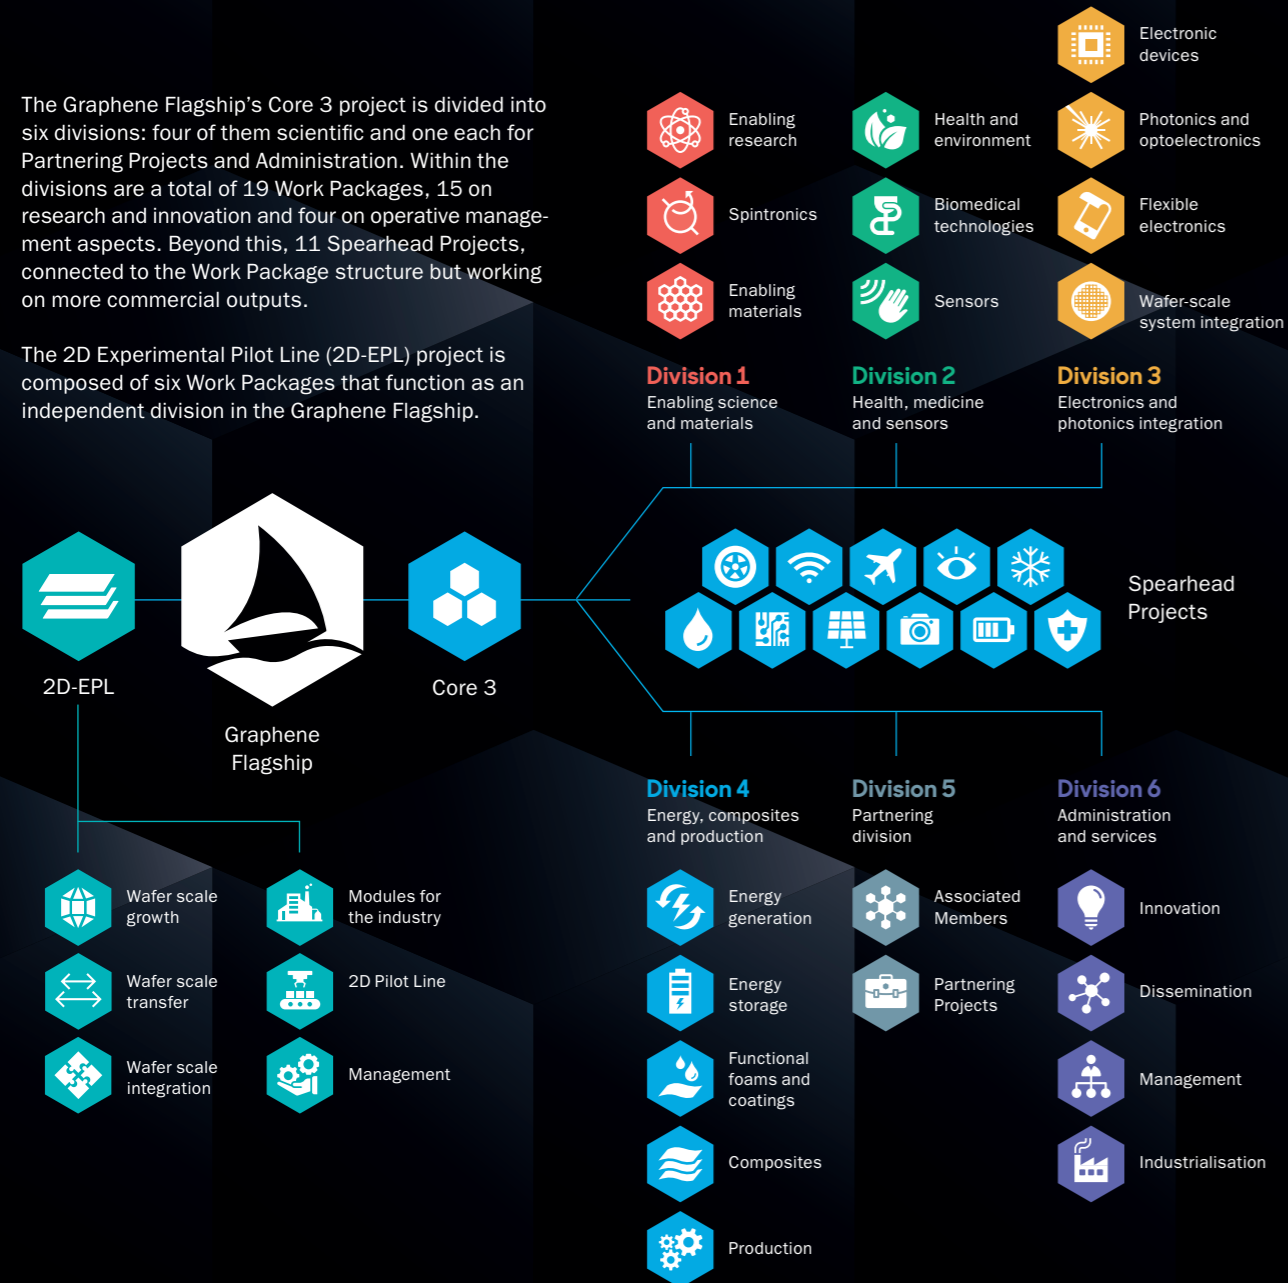 The Graphene Flagship's Core 3 project is divided into
six divisions: four of them scientific and one each for
Partnering Projects and Administration. Within the
divisions are a total of 19 Work Packages, 15 on
research and innovation and four on operative manage-
ment aspects. Beyond this, 11 Spearhead Projects,
connected to the Work Package structure but working
on more commercial outputs.
The 2D Experimental Pilot Line (2D-EPL) project is
composed of six Work Packages that function as an
independent division in the Graphene Flagship.
Enabling
research
Spintronics
Enabling
materials
Division 1
Enabling science
and materials
Health and
environment
Biomedical
technologies
Sensors
Division 2
Health, medicine
and sensors
Electronic
devices
Photonics and
optoelectronics
Flexible
electronics
Wafer-scale
system integration
Division 3
Electronics and
photonics integration
2D-EPL
Graphene
Flagship
Core 3
Spearhead
Projects
Wafer scale
growth
Wafer scale
transfer
Wafer scale
integration
Modules for
the industry
2D Pilot Line
Management
Division 4
Energy, composites
and production
Energy
generation
Energy
storage
Functional
foams and
coatings
Composites
Production
Division 5
Partnering
division
Associated
Members
Partnering
Projects
Division 6
Administration
and services
Innovation
Dissemination
Management
Industrialisation